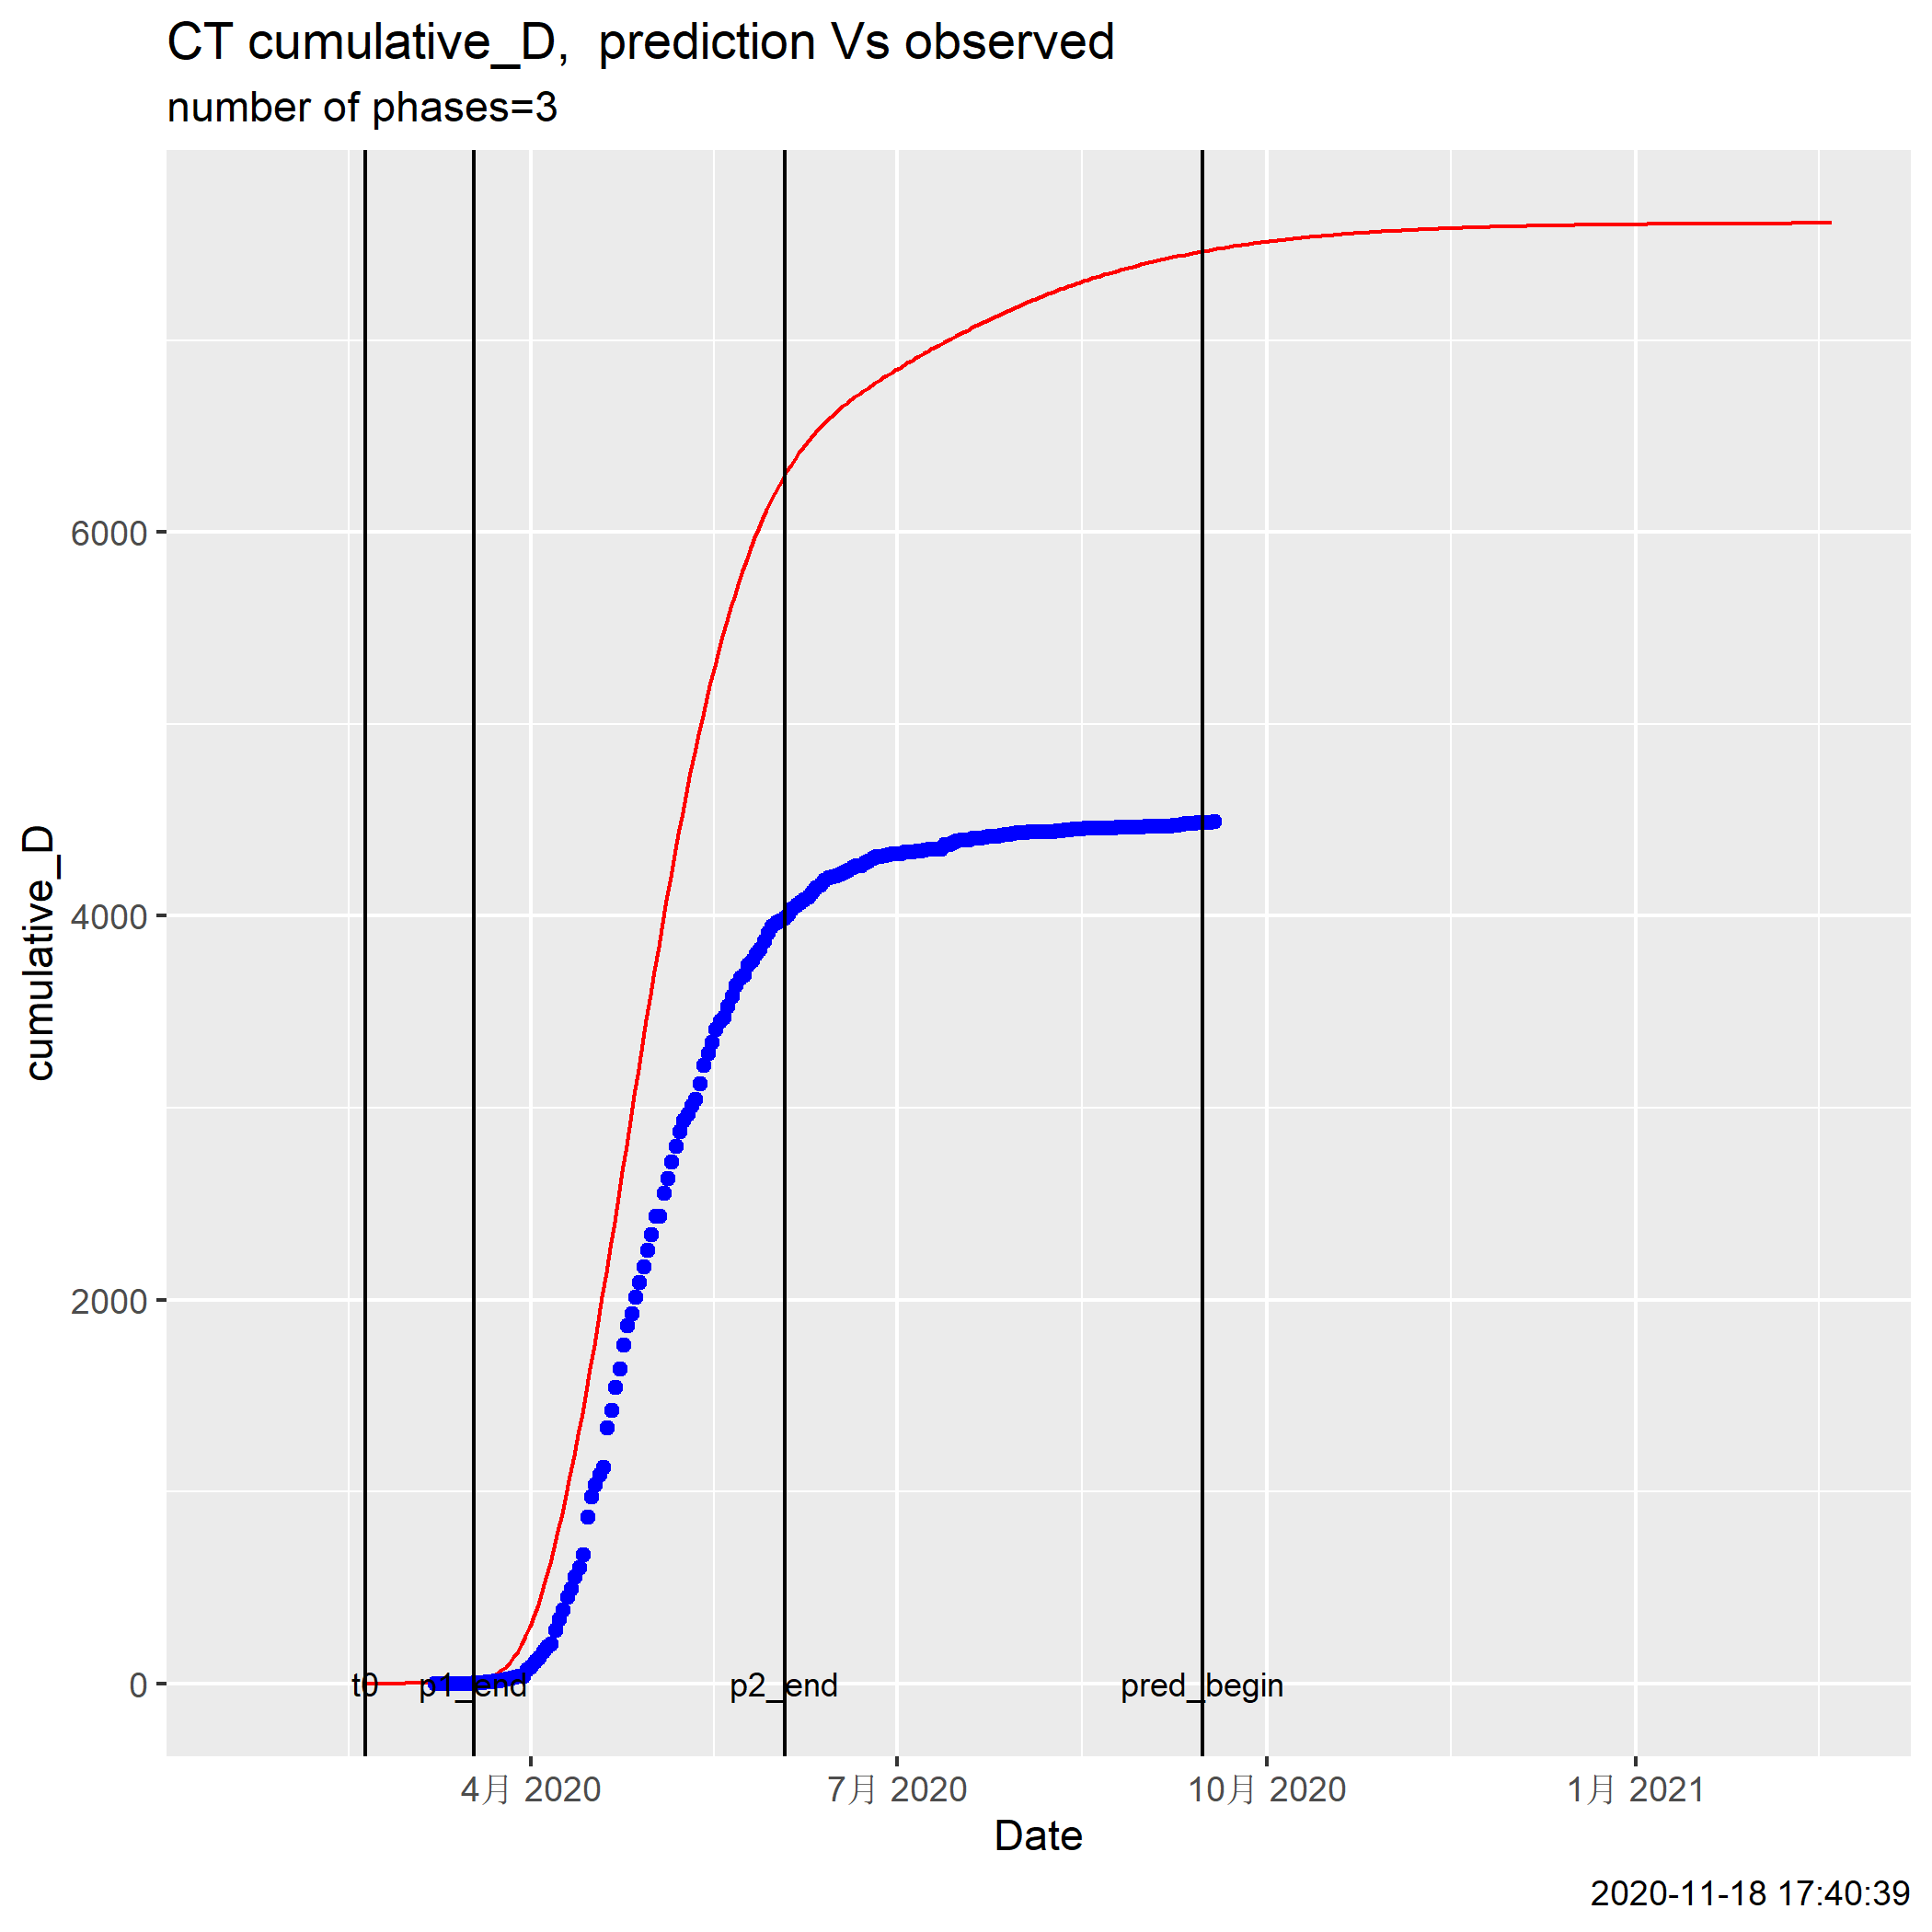 CT cumulative_D,  prediction Vs observed
number of phases=3
cumulative_D
6000
4000
2000
0
t0 p1_end p2_end pred_begin
4月 2020 7月 2020 10月 2020 1月 2021
Date
2020-11-18 17:40:39